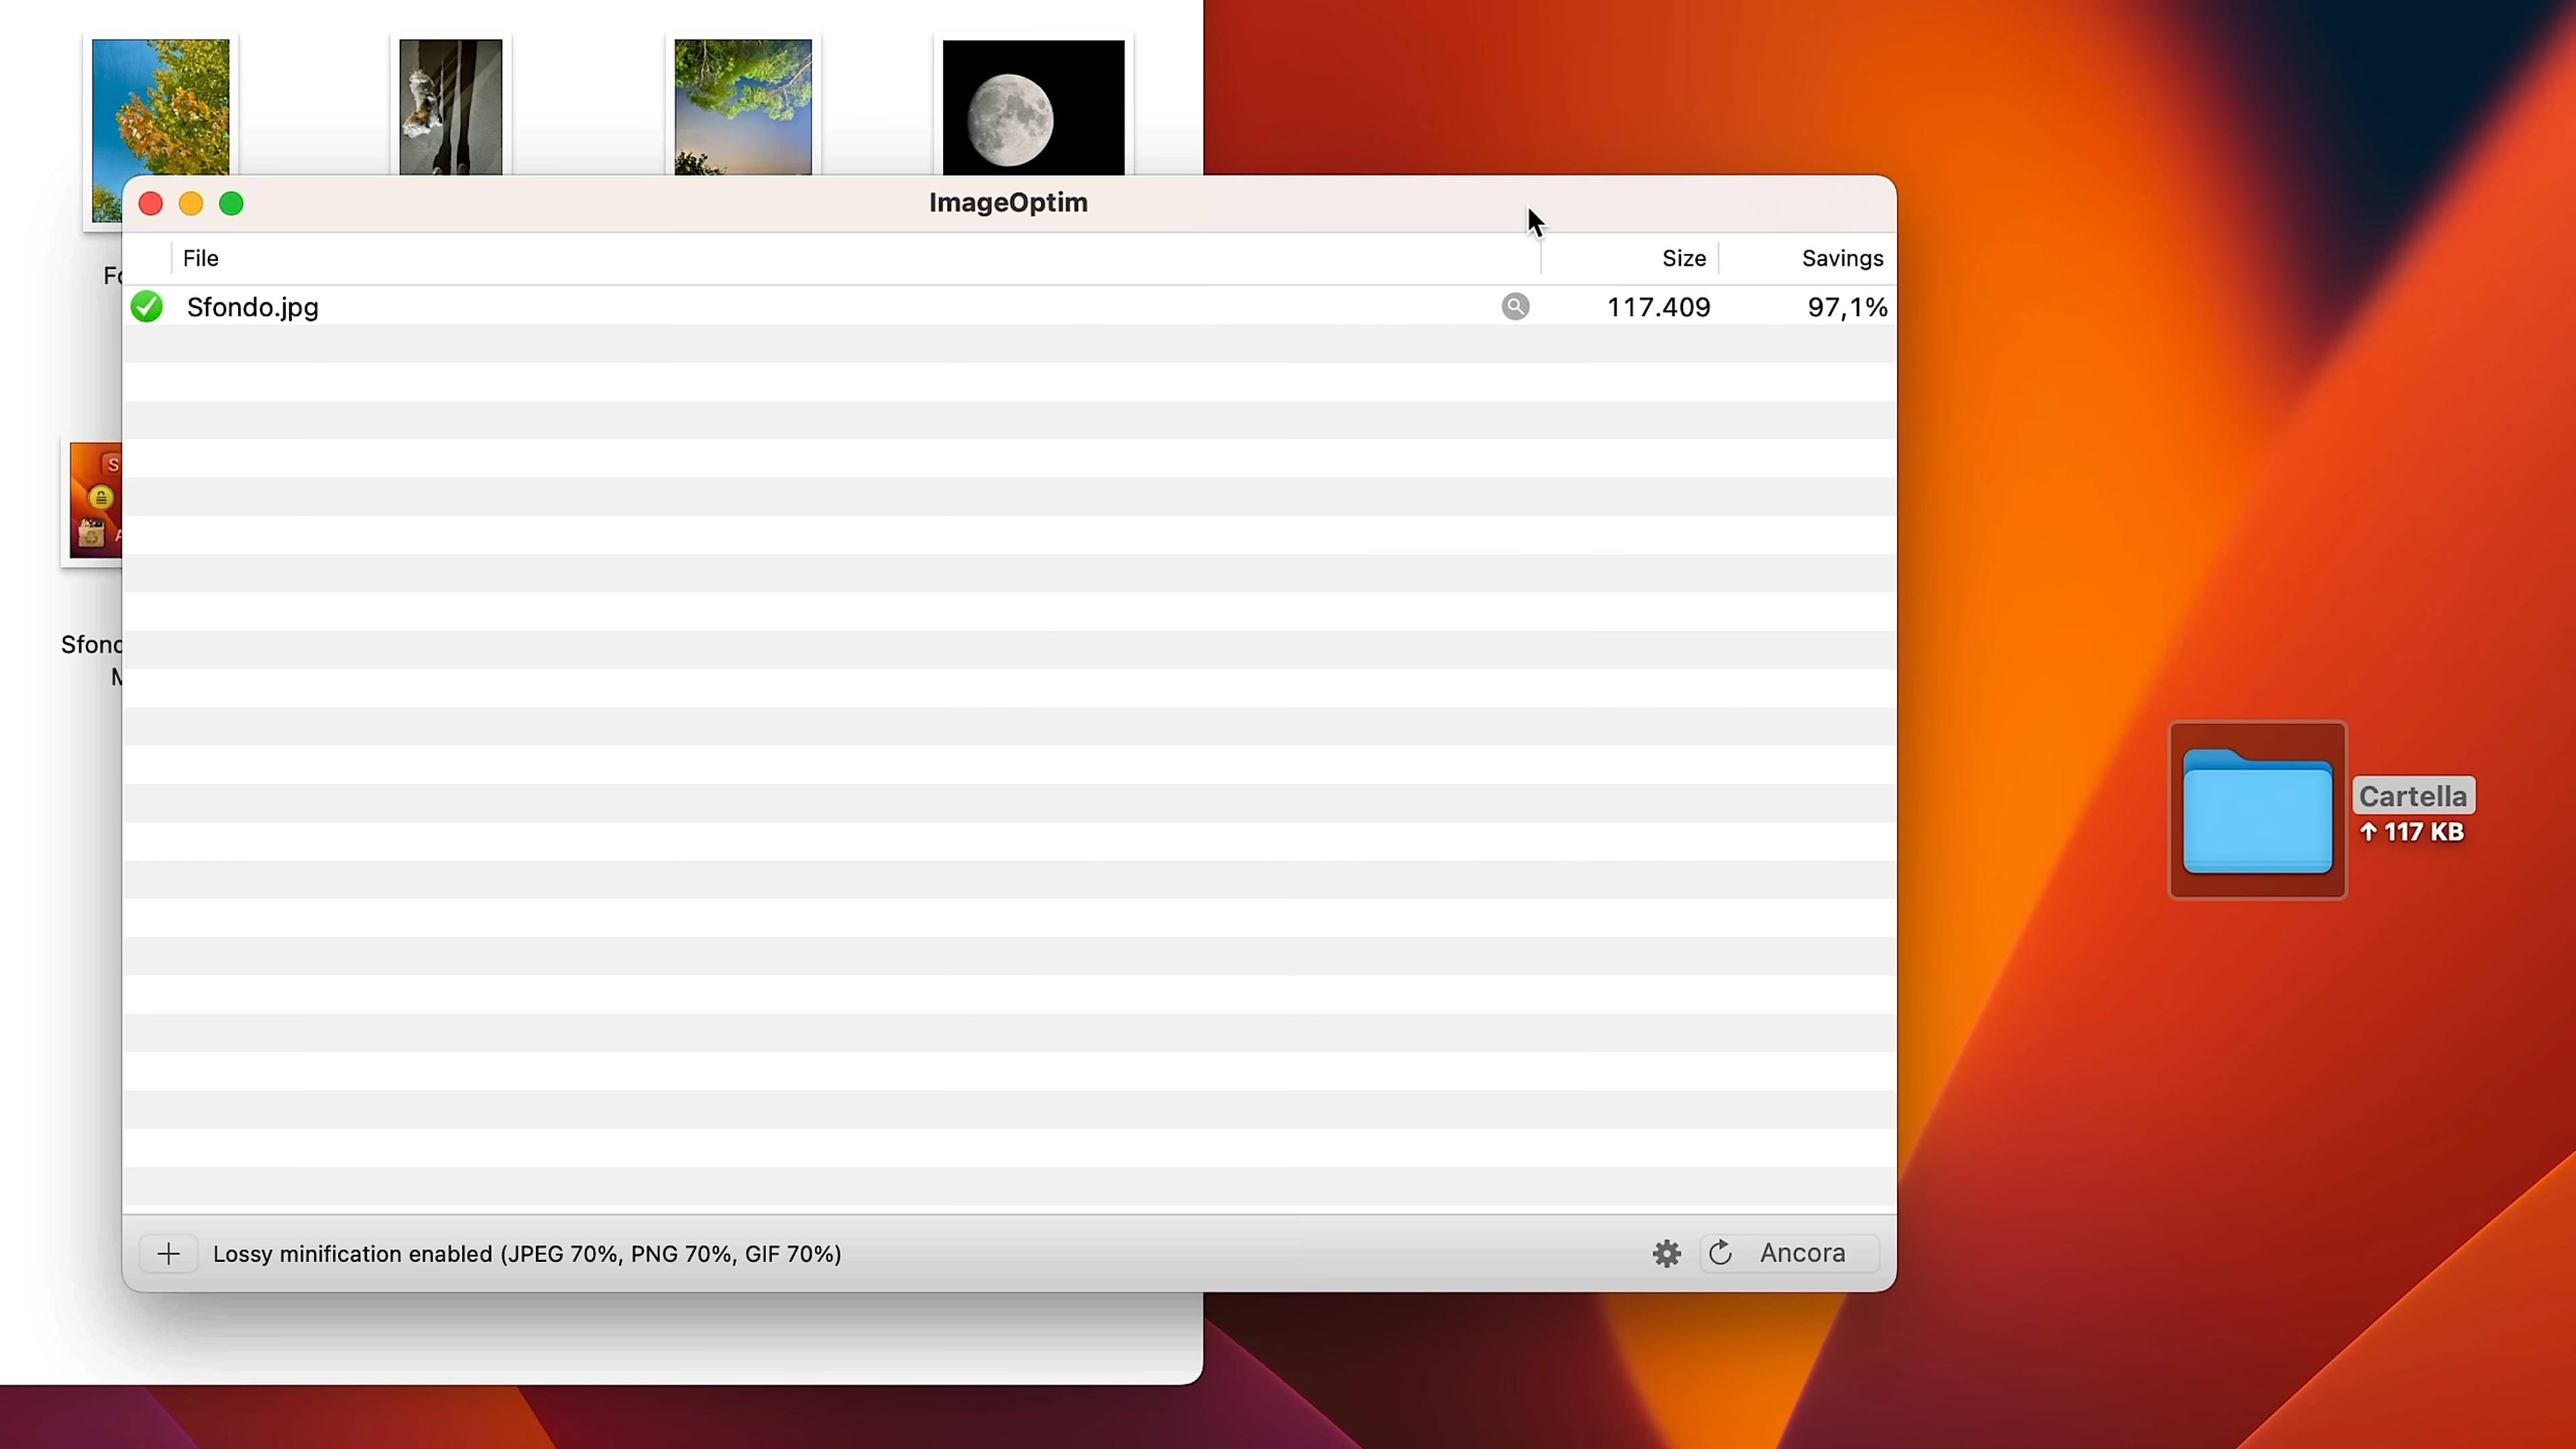 ImageOptim
File Size Savings
Sfondo.jpg 117.409 97,1%
Cartella
↑ 117 KB
Lossy minification enabled (JPEG 70%, PNG 70%, GIF 70%)
Ancora